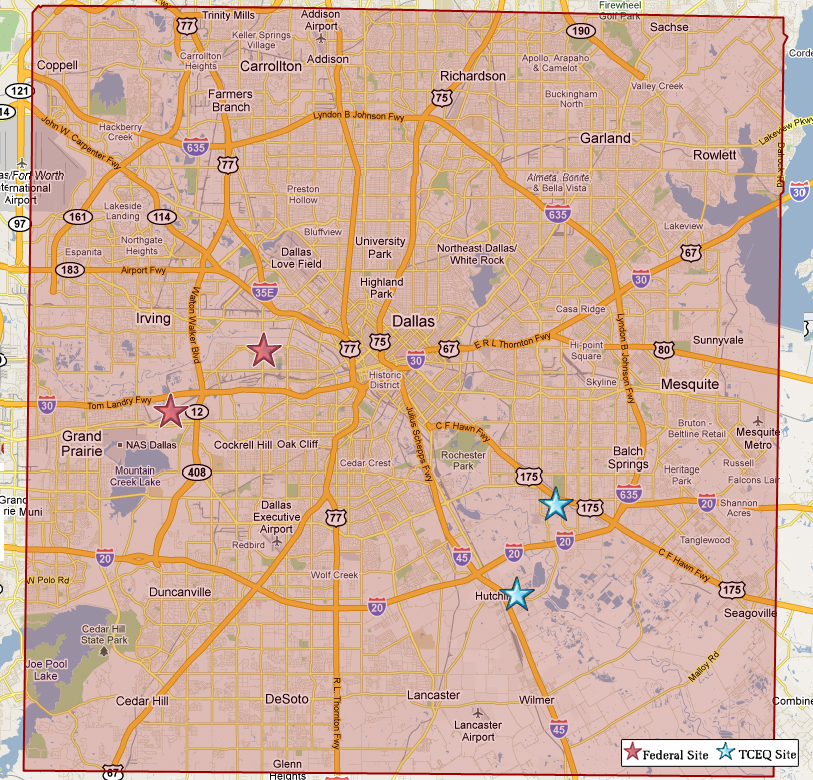 Firewheel
Golf Park
Trinity Mills
Addison
Airport
77
190
Sachse
Keller Springs
Village
Carrollton
Heights
Addison
Coppell
Carrollton
Richardson
Apollo, Arapaho
& Camelot
Valley Creek
121
Farmers
Branch
75
Buckingham
North
14
Lyndon B Johnson Fwy
John W. Carpenter Fwy
Hackberry
Creek
635
Garland
Lakeview Pkwy
Dalrock Rd
Rowlett
77
as/Fort Worth
ternational
Airport
Preston
Hollow
Almeta, Bonite,
& Bella Vista
30
Lakeside
Landing
161
114
97
635
Bluffview
Lakeview
Northgate
Heights
University
Park
Northeast Dallas/
White Rock
Espanita
Dallas
Love Field
67
183
Airport Fwy
30
Highland
Park
35E
Walton Walker Blvd
Irving
Casa Ridge
Dallas
Lyndon B Johnson Fwy
E R L Thornton Fwy
77
75
67
30
Hi-point
Square
80
Sunnyvale
Historic
District
Skyline
Mesquite
30
Tom Landry Fwy
12
Julius Schepps Fwy
C F Hawn Fwy
Bruton -
Beltline Retail
Mesquite
Metro
Grand
Prairie
NAS Dallas
Cockrell Hill
Oak Cliff
Balch
Springs
Cedar Crest
Rochester
Park
Heritage
Park
Russell
Mountain
Creek Lake
408
175
Falcons Lair
635
20
Shannon
Acres
Grand
rie Muni
175
Dallas
Executive
Airport
77
Redbird
Tanglewood
20
45
20
20
C F Hawn Fwy
W Polo Rd
Wolf Creek
Duncanville
20
175
Seagoville
Cedar Hill
State Park
Joe Pool
Lake
Malloy Rd
R.L. Thornton Fwy
Cedar Hill
DeSoto
Lancaster
Wilmer
Combine
Lancaster
Airport
45
67
Glenn
Heights
Federal Site
TCEQ Site